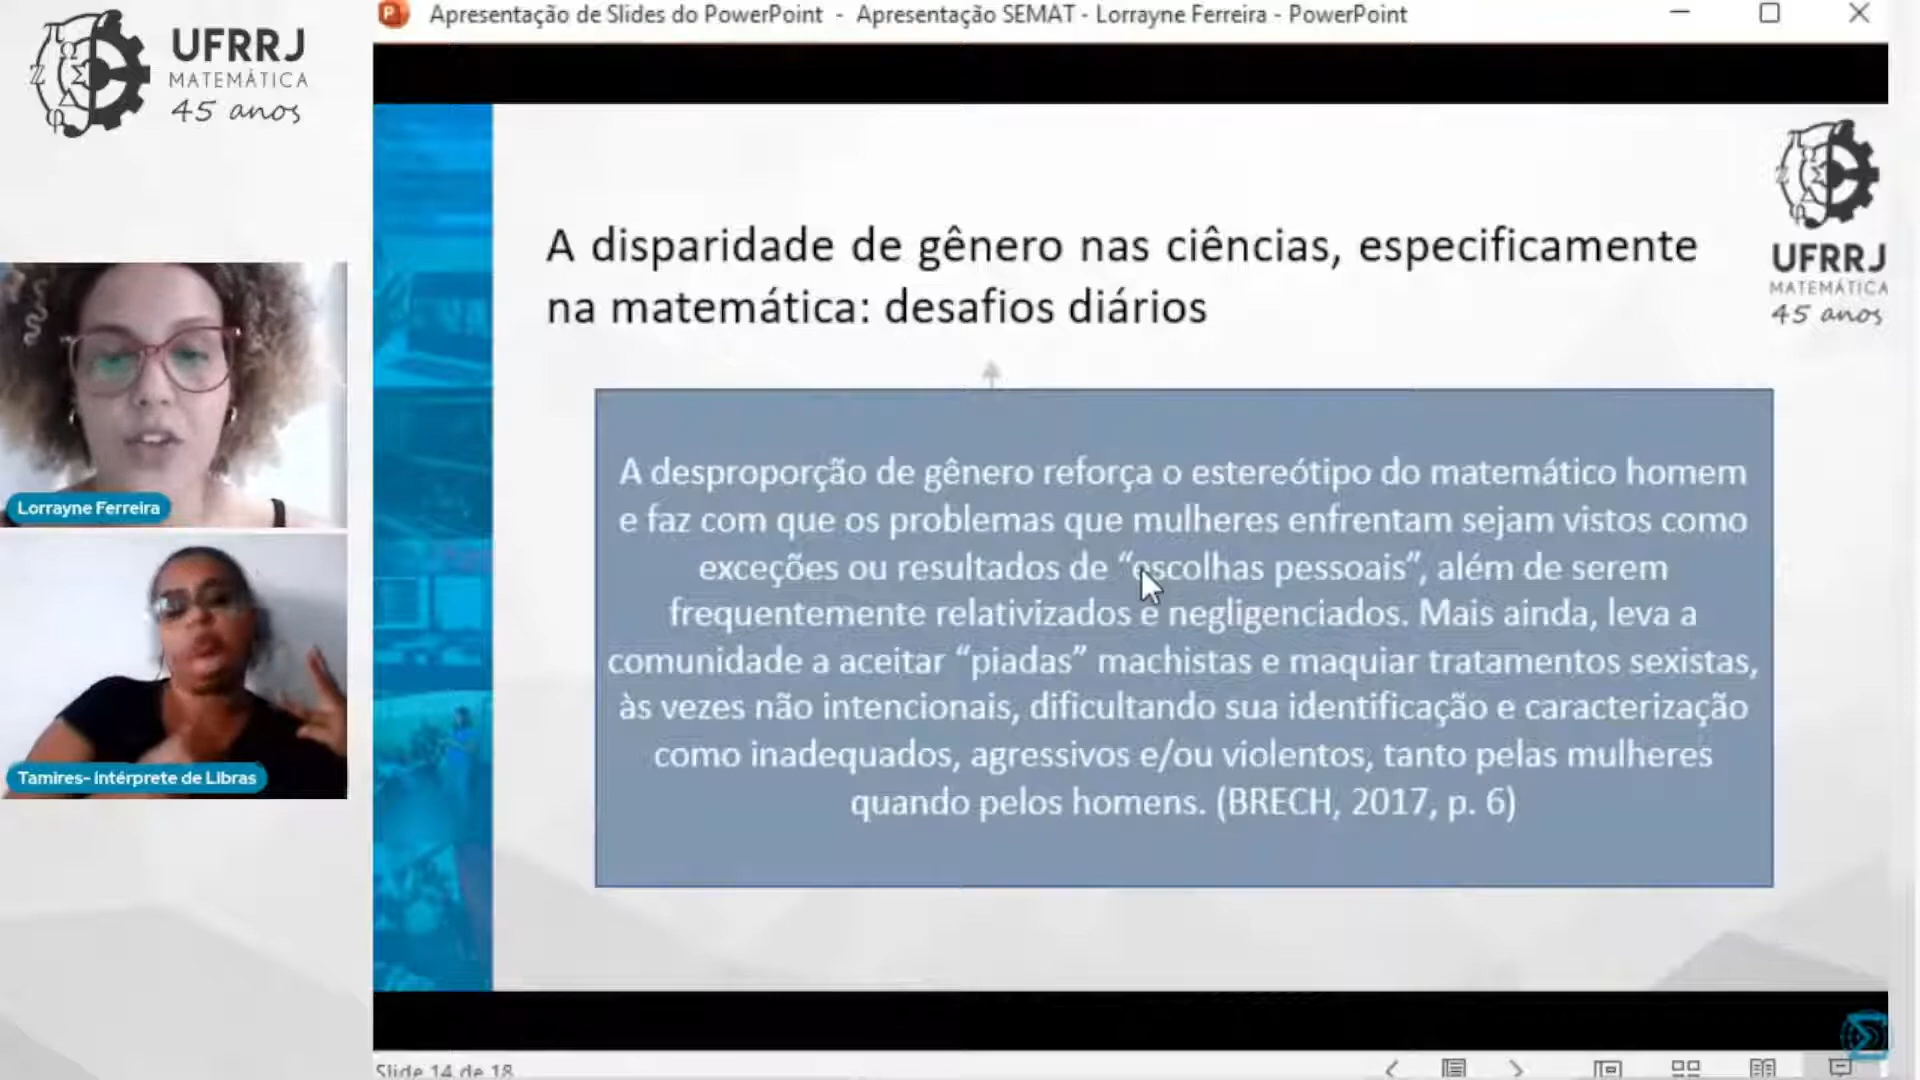 UFRRJ
MATEMÁTICA
45 anos
Apresentação de Slides do PowerPoint - Apresentação SEMAT - Lorrayne Ferreira - PowerPoint
UFRRJ
MATEMÁTICA
45 anos
A disparidade de gênero nas ciências, especificamente
na matemática: desafios diários
A desproporção de gênero reforça o estereótipo do matemático homem
e faz com que os problemas que mulheres enfrentam sejam vistos como
exceções ou resultados de “escolhas pessoais”, além de serem
frequentemente relativizados e negligenciados. Mais ainda, leva a
comunidade a aceitar “piadas” machistas e maquiar tratamentos sexistas,
às vezes não intencionais, dificultando sua identificação e caracterização
como inadequados, agressivos e/ou violentos, tanto pelas mulheres
quando pelos homens. (BRECH, 2017, p. 6)
Lorrayne Ferreira
Tamires- intérprete de Libras
Slide 14 de 18